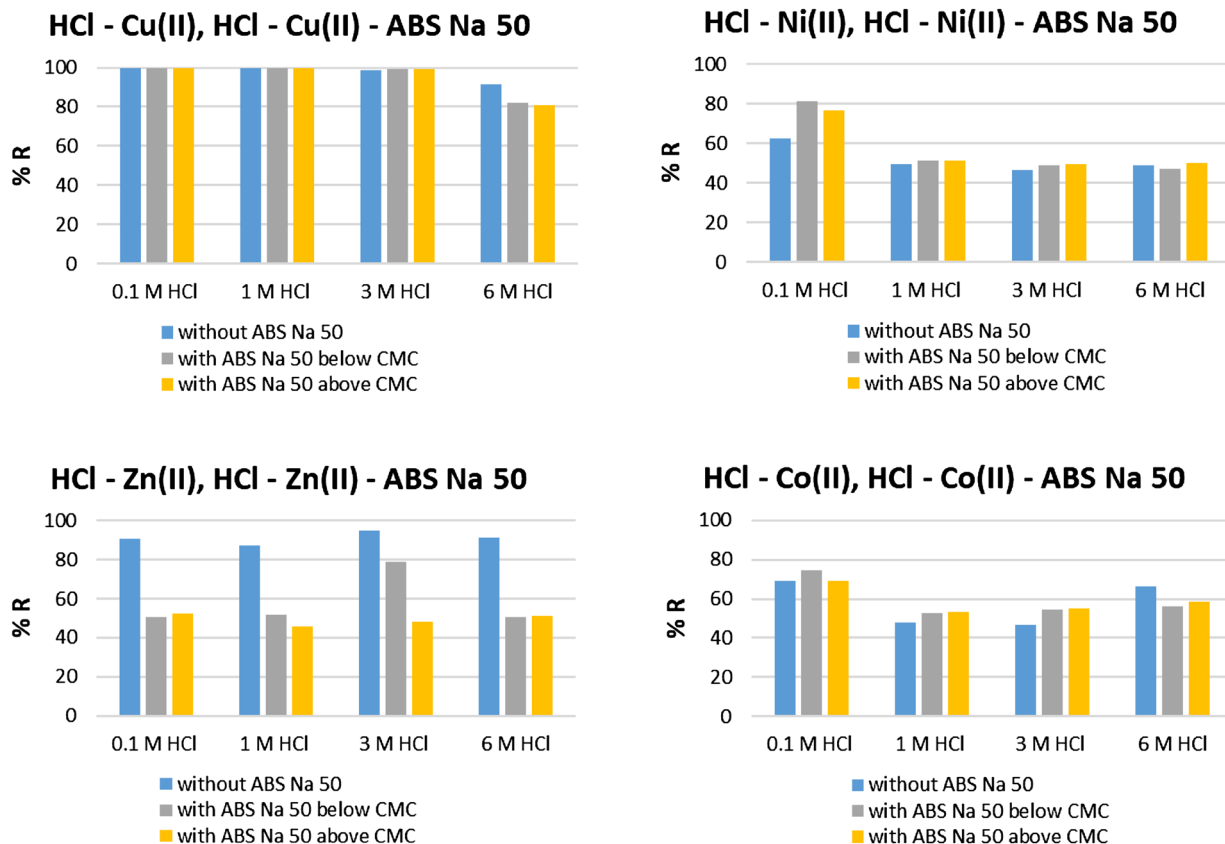 HCl - Cu(II), HCl - Cu(II) - ABS Na 50
100
80
60
40
20
0
% R
0.1 M HCl
1 M HCl
3 M HCl
6 M HCl
without ABS Na 50
with ABS Na 50 below CMC
with ABS Na 50 above CMC
HCl - Ni(II), HCl - Ni(II) - ABS Na 50
100
80
60
40
20
0
% R
0.1 M HCl
1 M HCl
3 M HCl
6 M HCl
without ABS Na 50
with ABS Na 50 below CMC
with ABS Na 50 above CMC
HCl - Zn(II), HCl - Zn(II) - ABS Na 50
100
80
60
40
20
0
% R
0.1 M HCl
1 M HCl
3 M HCl
6 M HCl
without ABS Na 50
with ABS Na 50 below CMC
with ABS Na 50 above CMC
HCl - Co(II), HCl - Co(II) - ABS Na 50
100
80
60
40
20
0
% R
0.1 M HCl
1 M HCl
3 M HCl
6 M HCl
without ABS Na 50
with ABS Na 50 below CMC
with ABS Na 50 above CMC